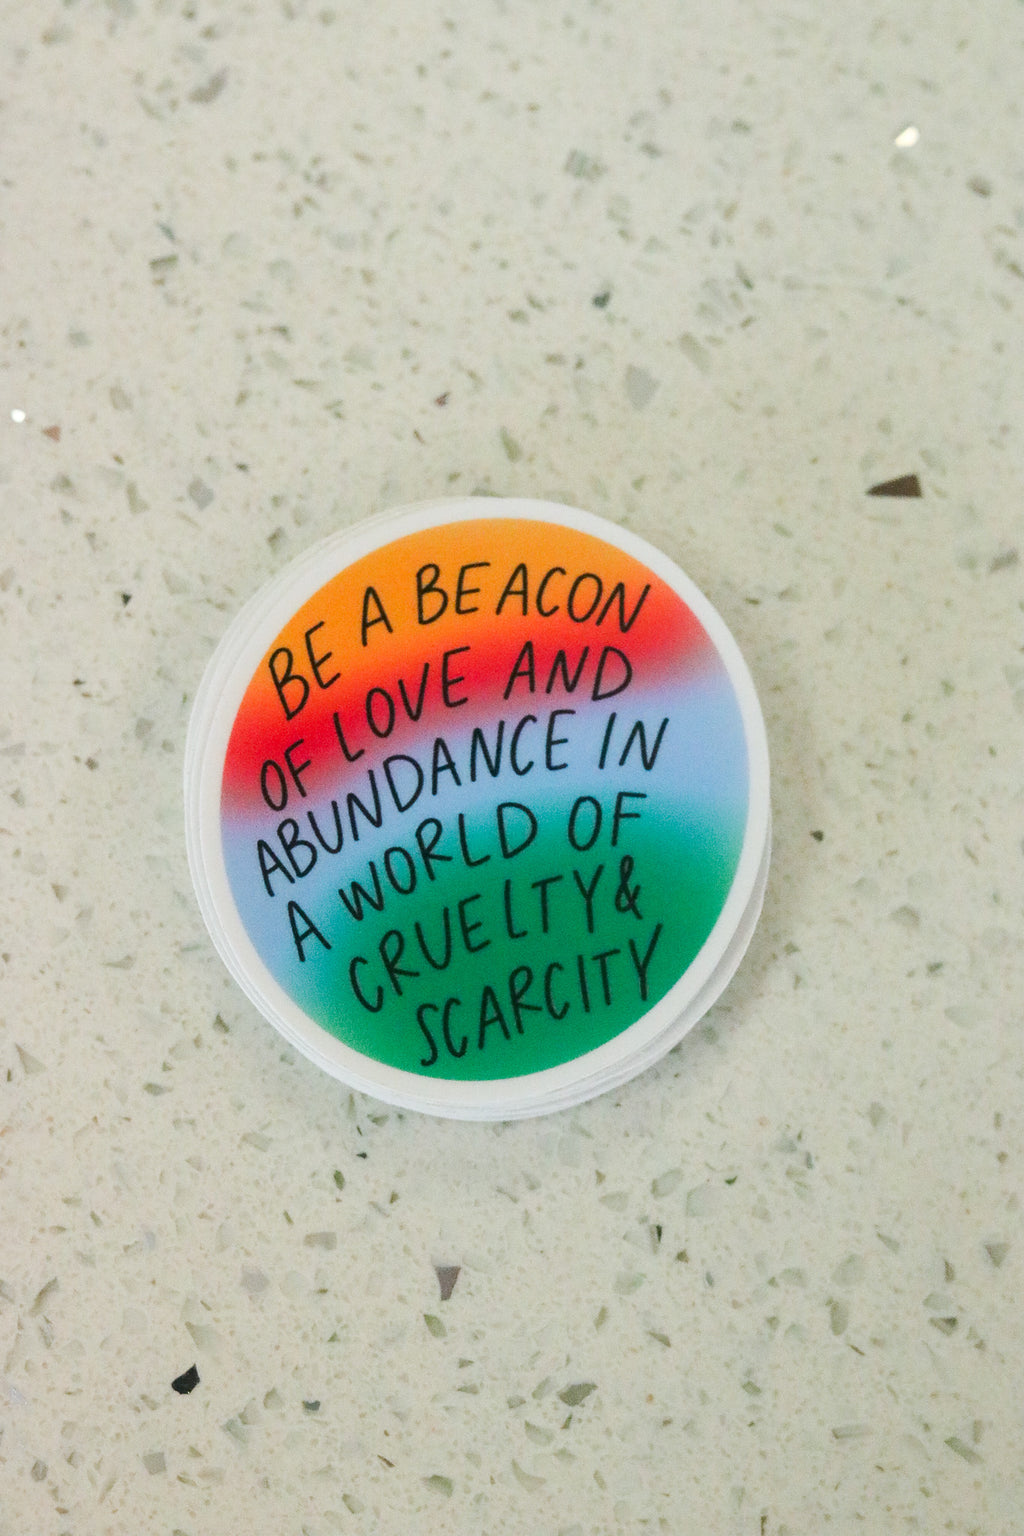 BE A BEACON
OF LOVE AND
ABUNDANCE IN
A WORLD OF
CRUELTY &
SCARCITY